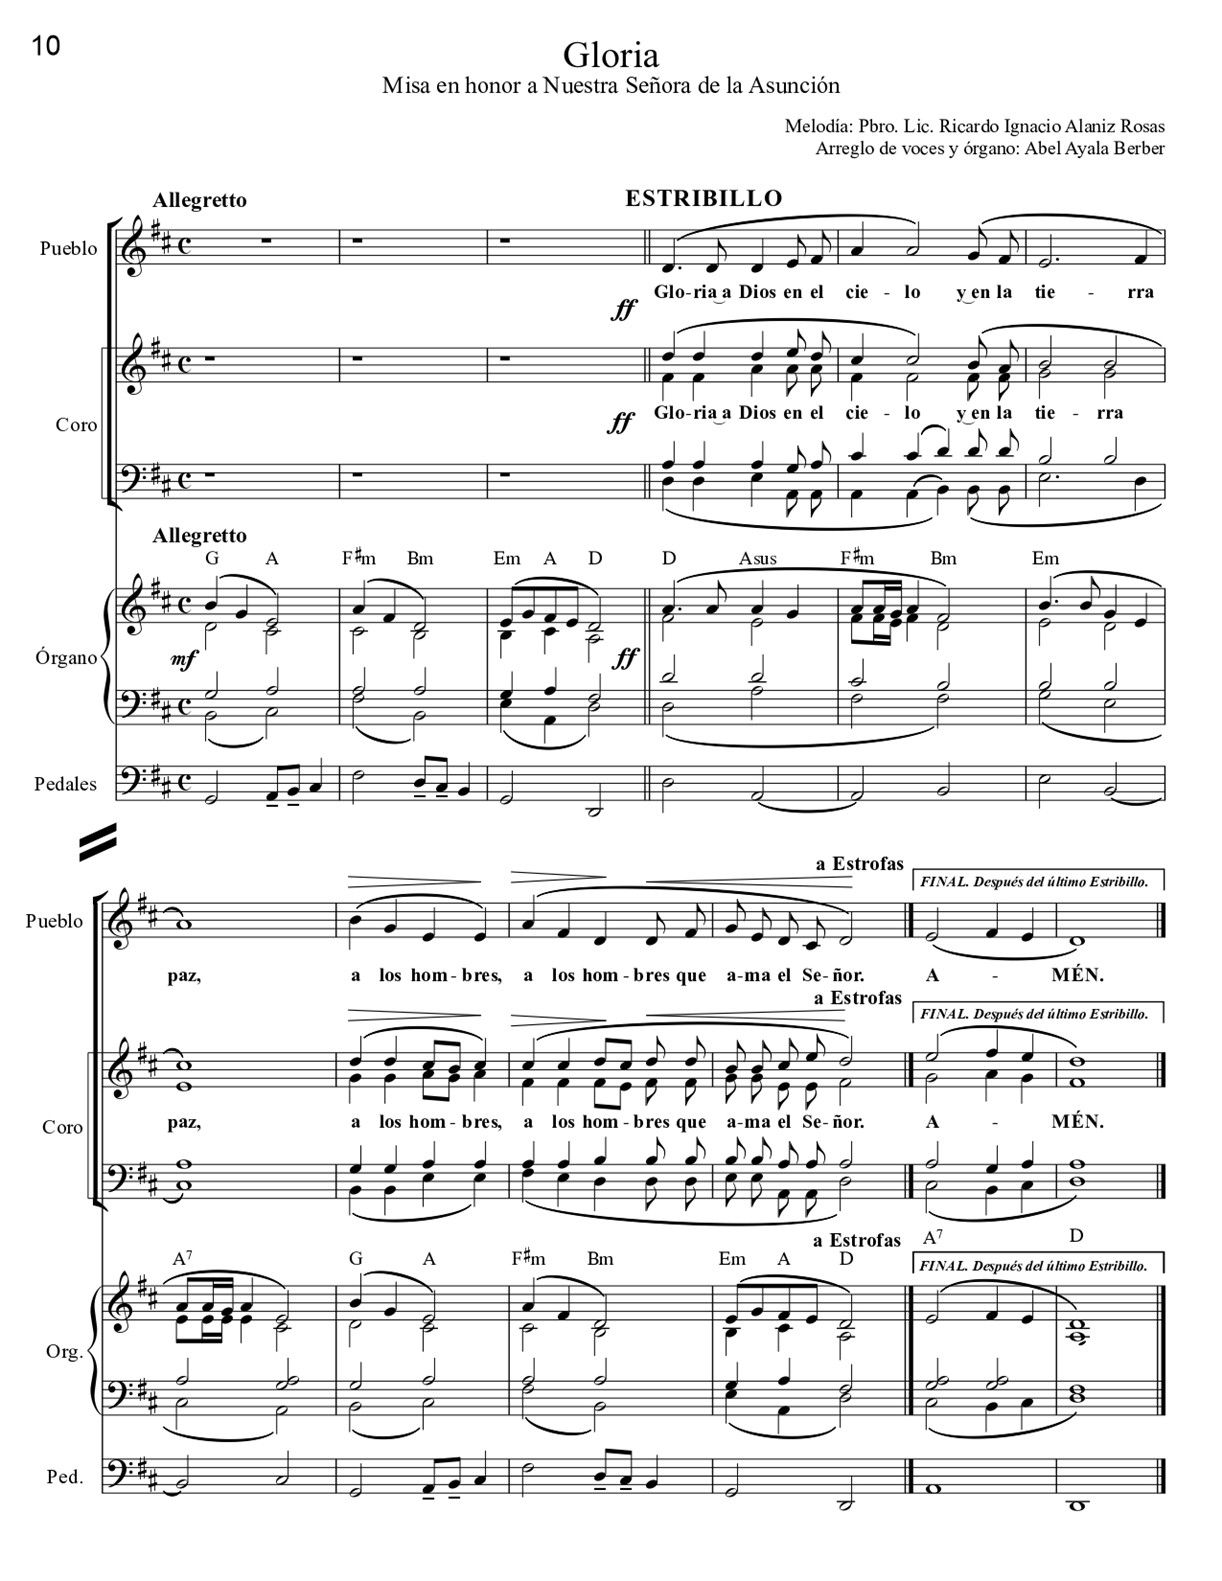 10
Gloria
Misa en honor a Nuestra Señora de la Asunción
Melodía: Pbro. Lic. Ricardo Ignacio Alaniz Rosas
Arreglo de voces y órgano: Abel Ayala Berber
Allegretto
ESTRIBILLO
Pueblo
Glo-ria a Dios en el cie - lo y en la tie - rra
ff
Coro
Glo-ria a Dios en el cie - lo y en la tie - rra
ff
Allegretto
G A F#m Bm Em A D D Asus F#m Bm Em
Órgano
mf
ff
Pedales
a Estrofas
FINAL. Después del último Estribillo.
Pueblo
paz, a los hom - bres, a los hom - bres que a-ma el Se-ñor. A - MÉN.
a Estrofas
FINAL. Después del último Estribillo.
Coro
paz, a los hom - bres, a los hom - bres que a-ma el Se-ñor. A - MÉN.
a Estrofas
A7 G A F#m Bm Em A D A7 D
FINAL. Después del último Estribillo.
Org.
Ped.